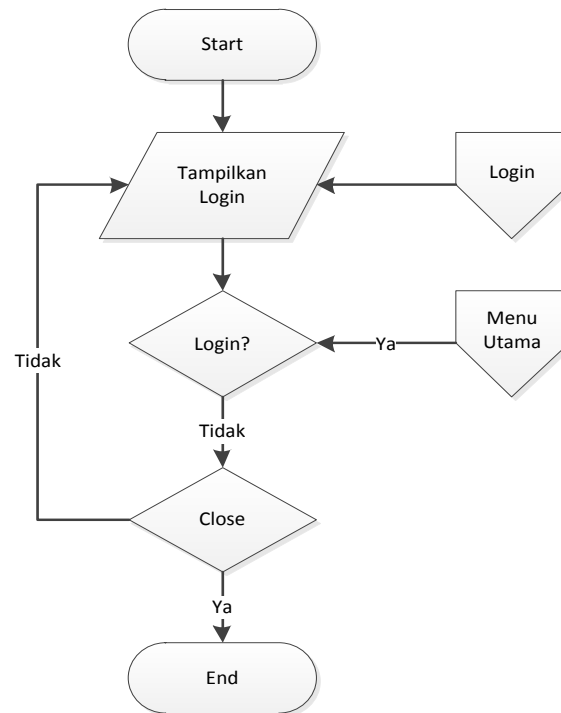 Start
Tampilkan
Login
Login
Login?
Ya
Menu
Utama
Tidak
Tidak
Close
Ya
End